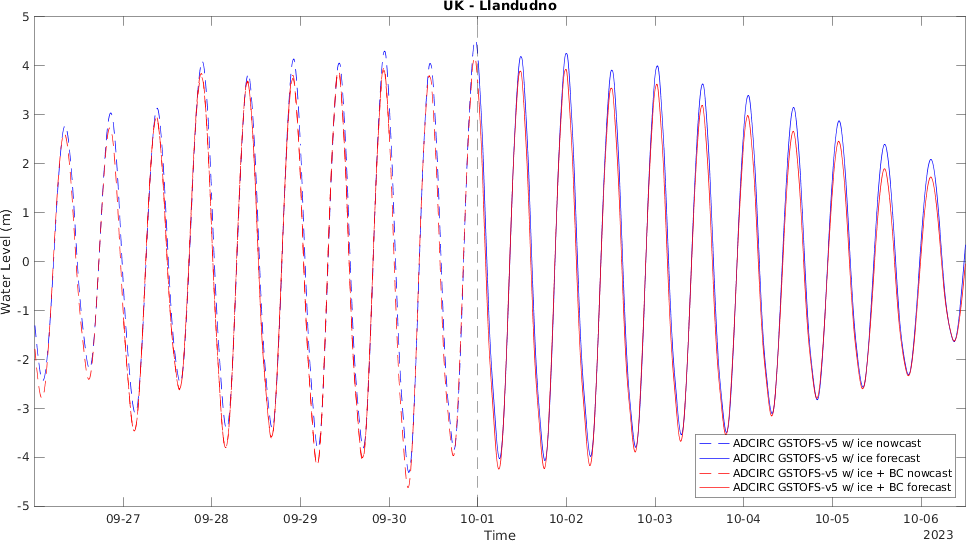 UK - Llandudno
5
4
3
2
1
0
-1
-2
-3
-4
-5
Water Level (m)
09-27 09-28 09-29 09-30 10-01 10-02 10-03 10-04 10-05 10-06
Time
2023
ADCIRC GSTOFS-v5 w/ ice nowcast
ADCIRC GSTOFS-v5 w/ ice forecast
ADCIRC GSTOFS-v5 w/ ice + BC nowcast
ADCIRC GSTOFS-v5 w/ ice + BC forecast